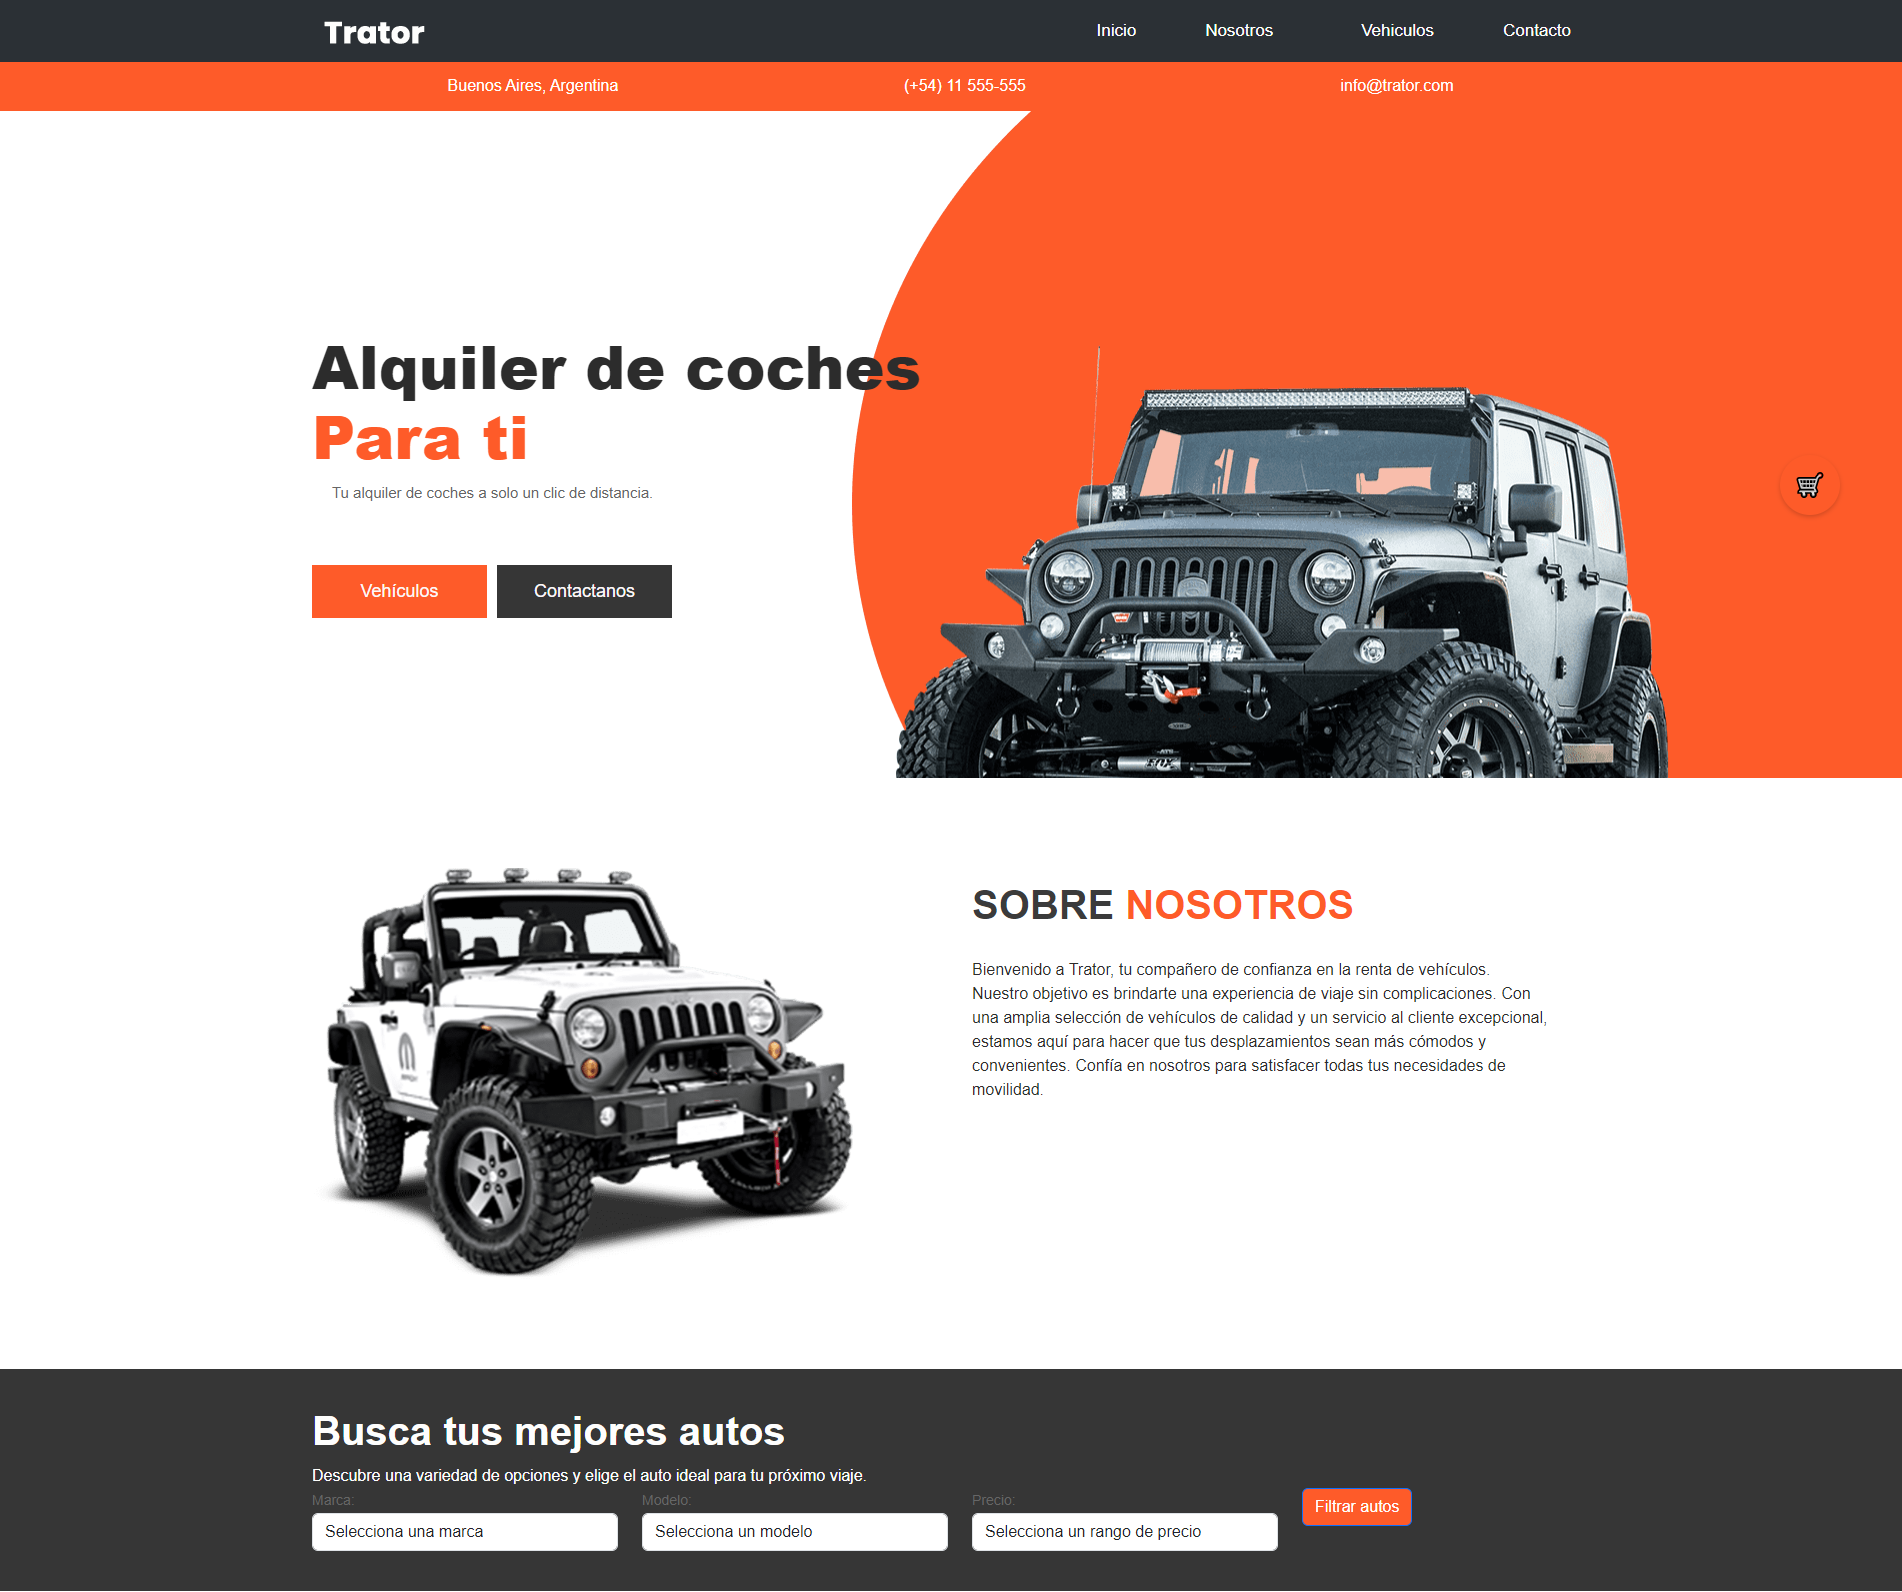 Trator
Inicio
Nosotros
Vehiculos
Contacto
Buenos Aires, Argentina
(+54) 11 555-555
info@trator.com
Alquiler de coches
Para ti
Tu alquiler de coches a solo un clic de distancia.
Vehículos
Contactanos
FOX
SOBRE NOSOTROS
Bienvenido a Trator, tu compañero de confianza en la renta de vehículos.
Nuestro objetivo es brindarte una experiencia de viaje sin complicaciones. Con
una amplia selección de vehículos de calidad y un servicio al cliente excepcional,
estamos aquí para hacer que tus desplazamientos sean más cómodos y
convenientes. Confía en nosotros para satisfacer todas tus necesidades de
movilidad.
Busca tus mejores autos
Descubre una variedad de opciones y elige el auto ideal para tu próximo viaje.
Marca:
Modelo:
Precio:
Selecciona una marca
Selecciona un modelo
Selecciona un rango de precio
Filtrar autos